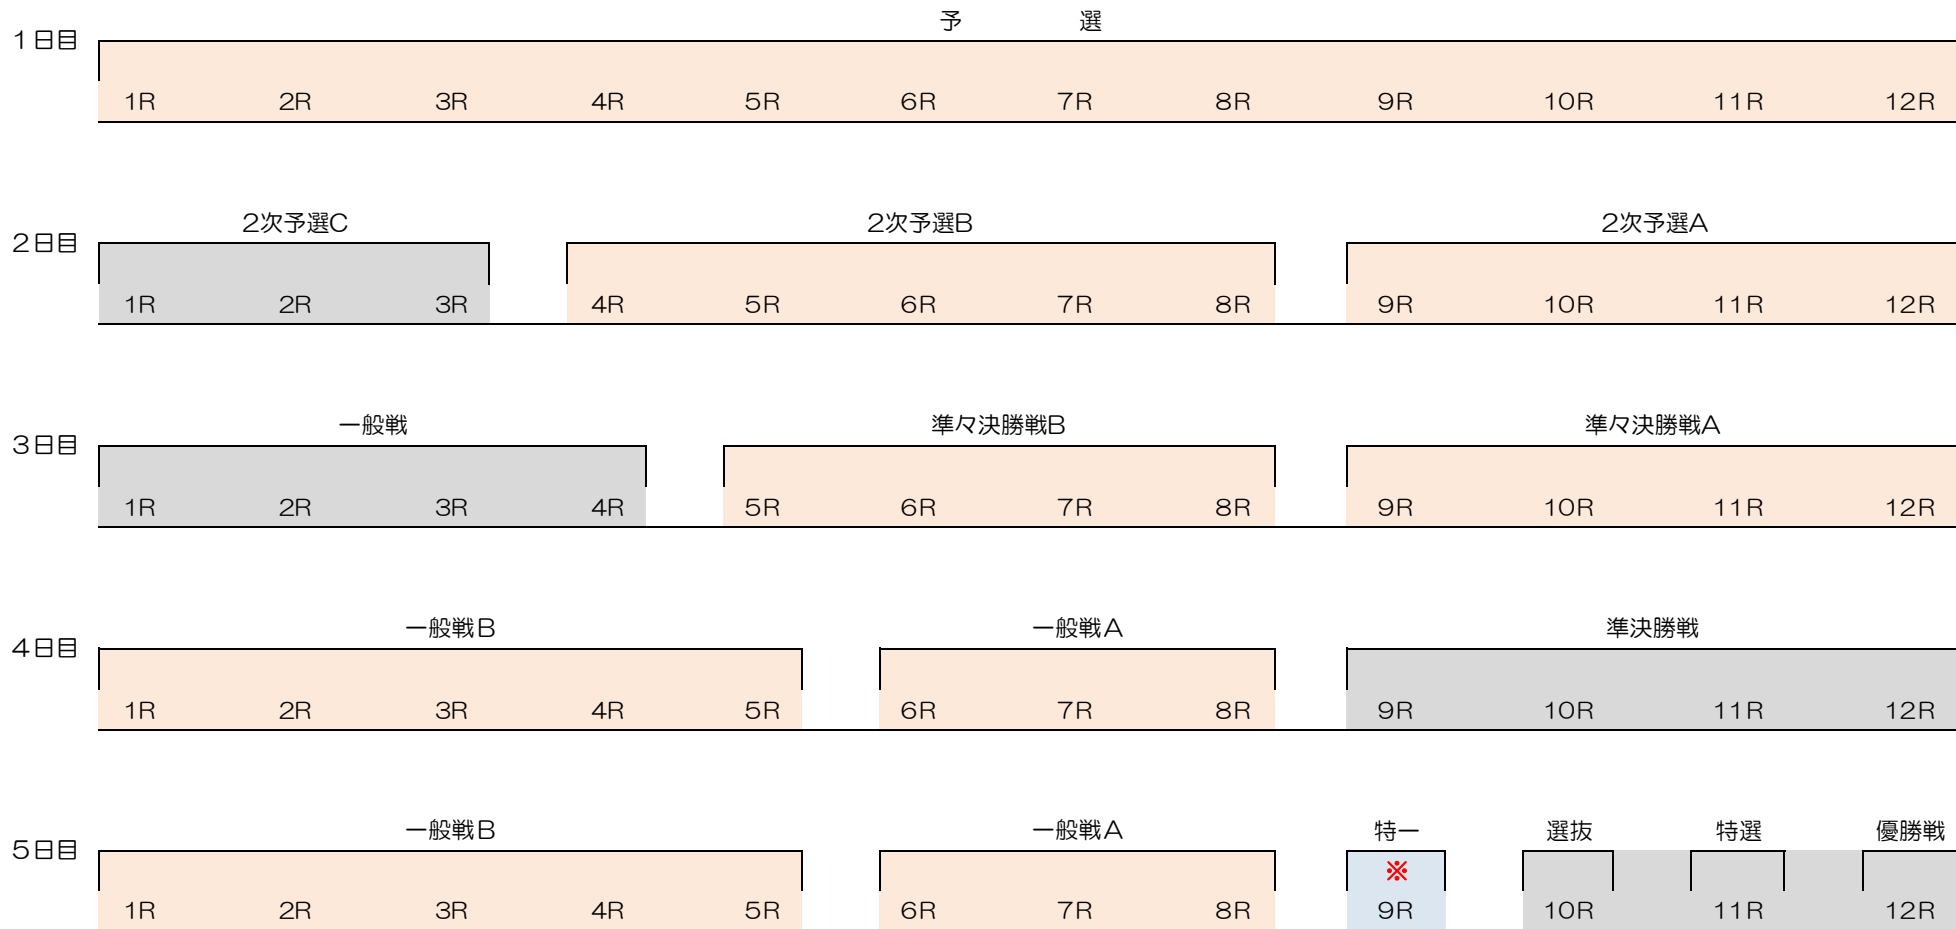 予　選
1日目
1R 2R 3R 4R 5R 6R 7R 8R 9R 10R 11R 12R
2次予選C 2次予選B 2次予選A
2日目
1R 2R 3R 4R 5R 6R 7R 8R 9R 10R 11R 12R
一般戦 準々決勝戦B 準々決勝戦A
3日目
1R 2R 3R 4R 5R 6R 7R 8R 9R 10R 11R 12R
一般戦B 一般戦A 準決勝戦
4日目
1R 2R 3R 4R 5R 6R 7R 8R 9R 10R 11R 12R
一般戦B 一般戦A 特一 選抜 特選 優勝戦
5日目
※
1R 2R 3R 4R 5R 6R 7R 8R 9R 10R 11R 12R